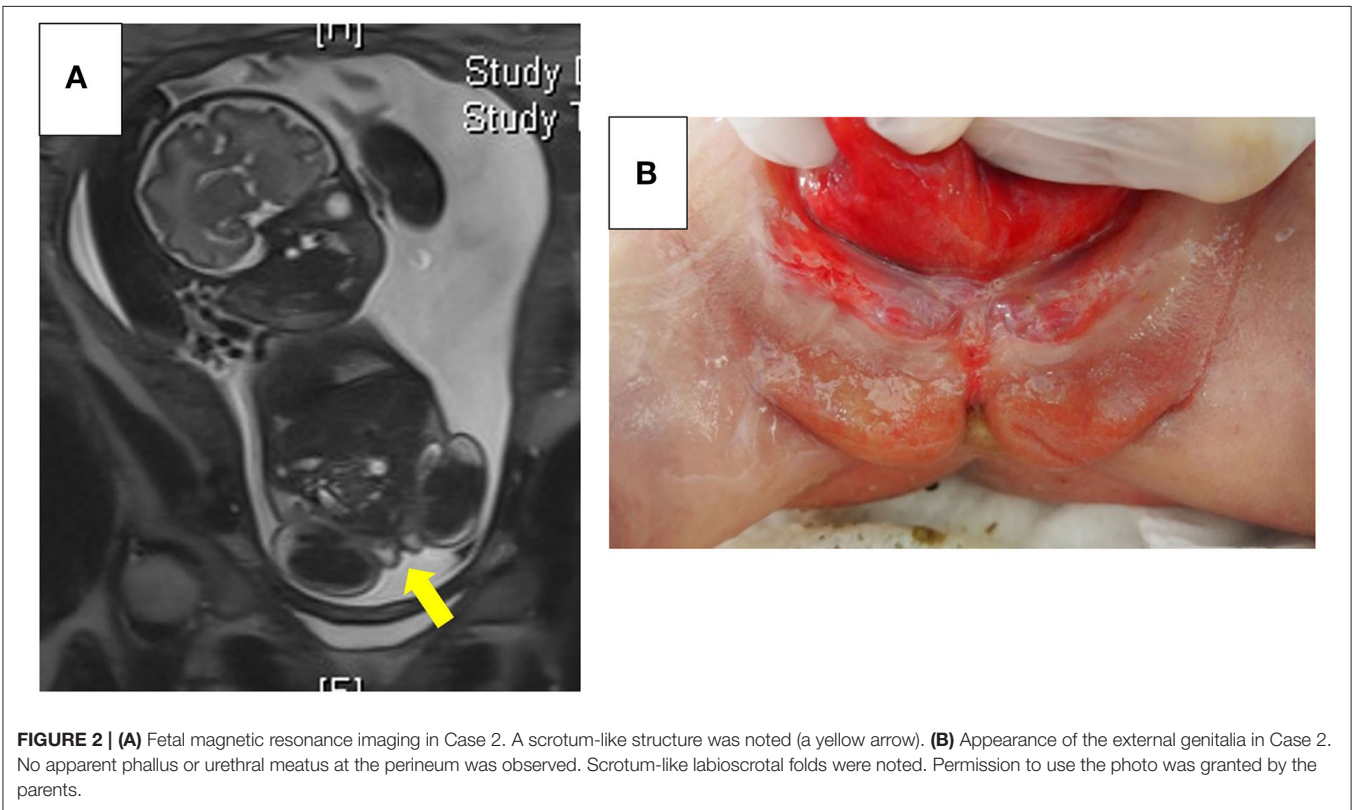 A
[H]
Study
Study
B
FIGURE 2 | (A) Fetal magnetic resonance imaging in Case 2. A scrotum-like structure was noted (a yellow arrow). (B) Appearance of the external genitalia in Case 2.
No apparent phallus or urethral meatus at the perineum was observed. Scrotum-like labioscrotal folds were noted. Permission to use the photo was granted by the
parents.